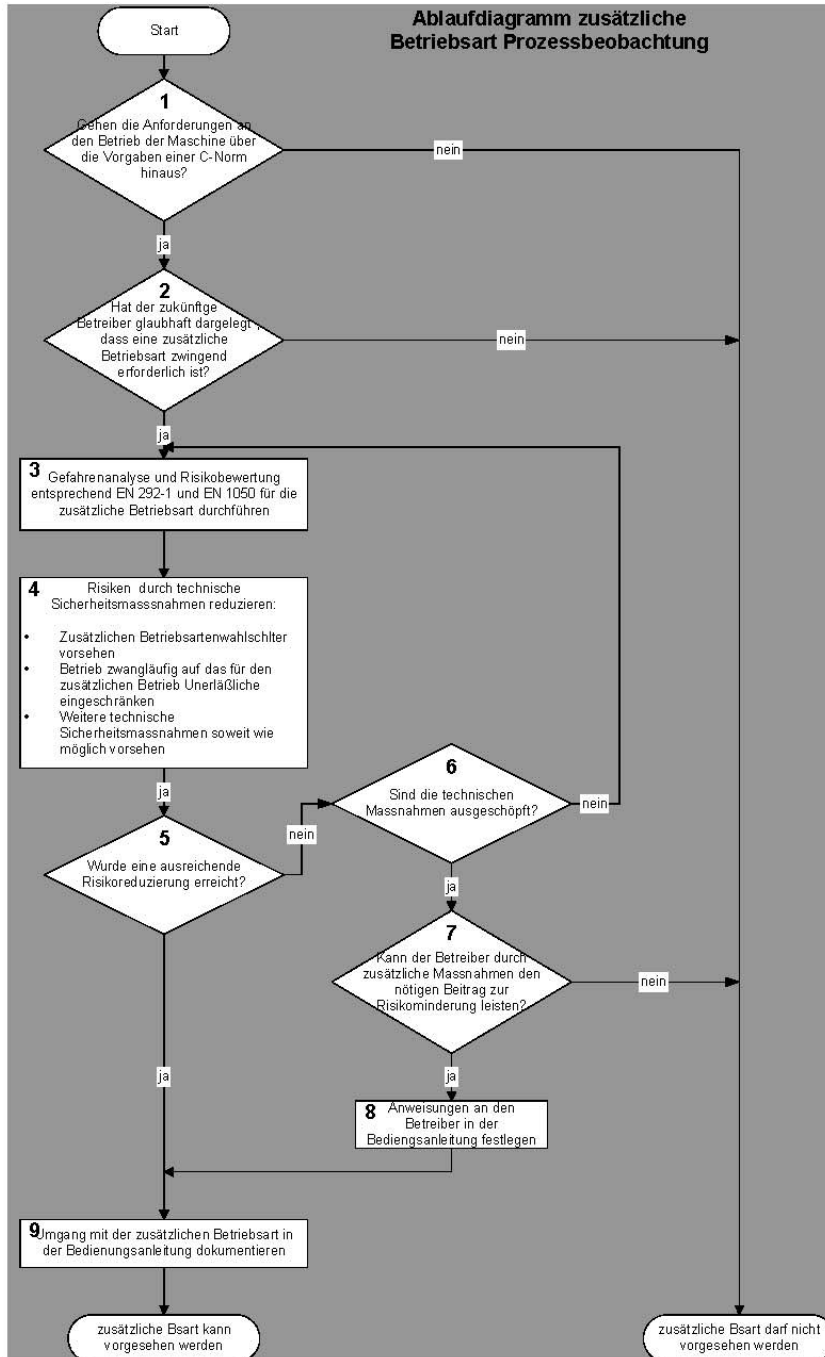 Ablaufdiagramm zusätzliche
Betriebsart Prozessbeobachtung
Start
1
Gehen die Anforderungen an
den Betrieb der Maschine über
die Vorgaben einer C-Norm
hinaus?
nein
ja
2
Hat der zukünftge
Betreiber glaubhaft dargelegt ,
dass eine zusätzliche
Betriebsart zwingend
erforderlich ist?
nein
ja
3 Gefahrenanalyse und Risikobewertung
entsprechend EN 292-1 und EN 1050 für die
zusätzliche Betriebsart durchführen
4 Risiken durch technische
Sicherheitsmasssnahmen reduzieren:
• Zusätzlichen Betriebsartenwahlschlter
vorsehen
• Betrieb zwangläufig auf das für den
zusätzlichen Betrieb Unerläßliche
eingeschränken
• Weitere technische
Sicherheitsmassnahmen soweit wie
möglich vorsehen
ja
5
Wurde eine ausreichende
Risikoreduzierung erreicht?
nein
6
Sind die technischen
Massnahmen ausgeschöpft?
nein
ja
7
Kann der Betreiber durch
zusätzliche Massnahmen den
nötigen Beitrag zur
Risikominderung leisten?
nein
ja
ja
8 Anweisungen an den
Betreiber in der
Bediengsanleitung festlegen
9 Umgang mit der zusätzlichen Betriebsart in
der Bedienungsanleitung dokumentieren
zusätzliche Bsart kann
vorgesehen werden
zusätzliche Bsart darf nicht
vorgesehen werden